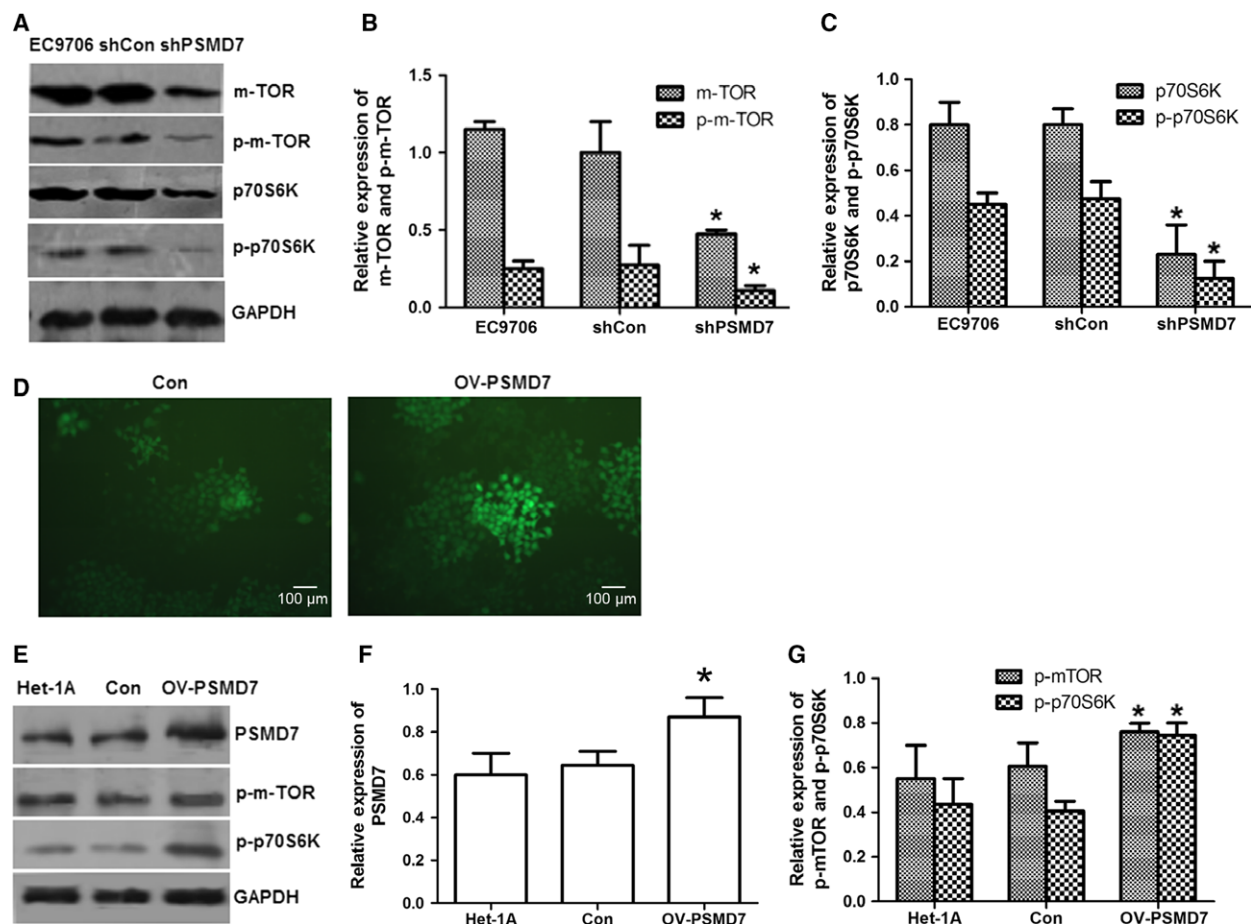 A
EC9706 shCon shPSMD7
m-TOR
p-m-TOR
p70S6K
p-p70S6K
GAPDH
B
Relative expression of
m-TOR and p-m-TOR
1.5
1.0
0.5
0.0
m-TOR
p-m-TOR
*
*
EC9706 shCon shPSMD7
C
Relative expression of
p70S6K and p-p70S6K
1.0
0.8
0.6
0.4
0.2
0.0
p70S6K
p-p70S6K
*
*
EC9706 shCon shPSMD7
D
Con
100 µm
OV-PSMD7
100 µm
E
Het-1A Con OV-PSMD7
PSMD7
p-m-TOR
p-p70S6K
GAPDH
F
Relative expression of
PSMD7
1.0
0.8
0.6
0.4
0.2
0.0
*
Het-1A Con OV-PSMD7
G
Relative expression of
p-mTOR and p-p70S6K
1.0
0.8
0.6
0.4
0.2
0.0
p-mTOR
p-p70S6K
* *
Het-1A Con OV-PSMD7